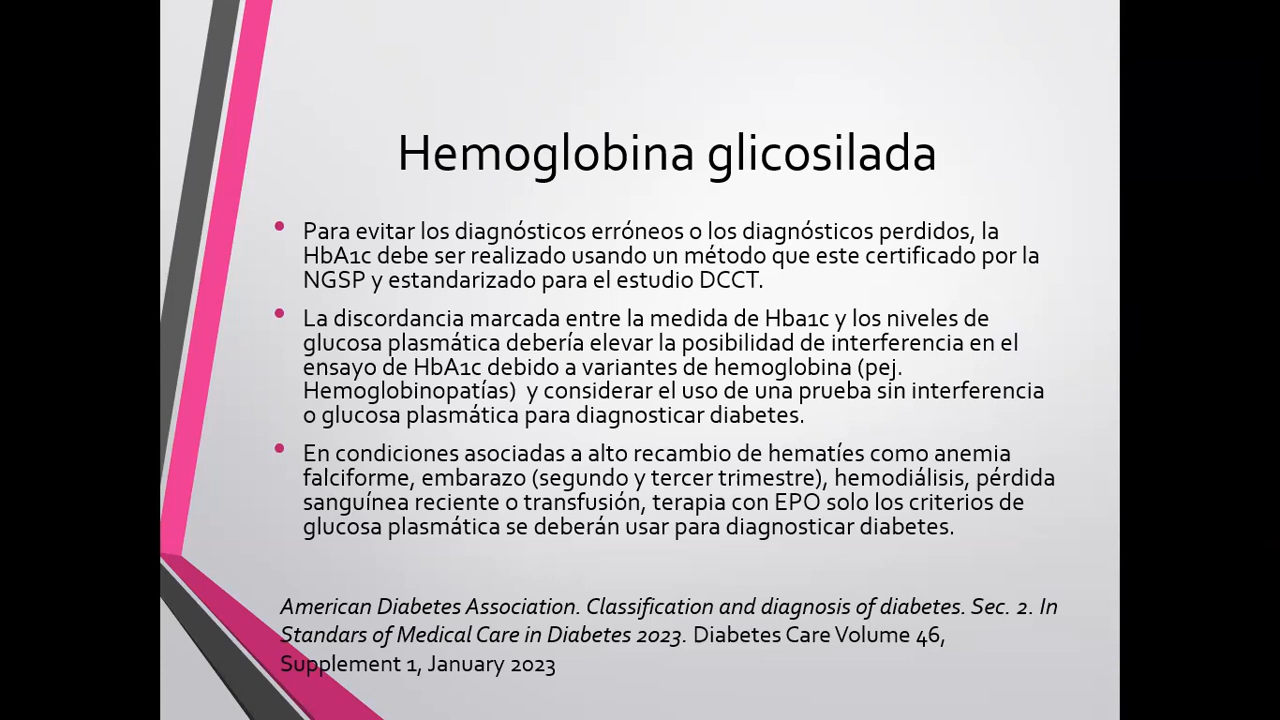 Hemoglobina glicosilada
Para evitar los diagnósticos erróneos o los diagnósticos perdidos, la
HbA1c debe ser realizado usando un método que este certificado por la
NGSP y estandarizado para el estudio DCCT.
La discordancia marcada entre la medida de Hba1c y los niveles de
glucosa plasmática debería elevar la posibilidad de interferencia en el
ensayo de HbA1c debido a variantes de hemoglobina (pej.
Hemoglobinopatías) y considerar el uso de una prueba sin interferencia
o glucosa plasmática para diagnosticar diabetes.
En condiciones asociadas a alto recambio de hematíes como anemia
falciforme, embarazo (segundo y tercer trimestre), hemodiálisis, pérdida
sanguínea reciente o transfusión, terapia con EPO solo los criterios de
glucosa plasmática se deberán usar para diagnosticar diabetes.
American Diabetes Association. Classification and diagnosis of diabetes. Sec. 2. In
Standars of Medical Care in Diabetes 2023. Diabetes Care Volume 46,
Supplement 1, January 2023